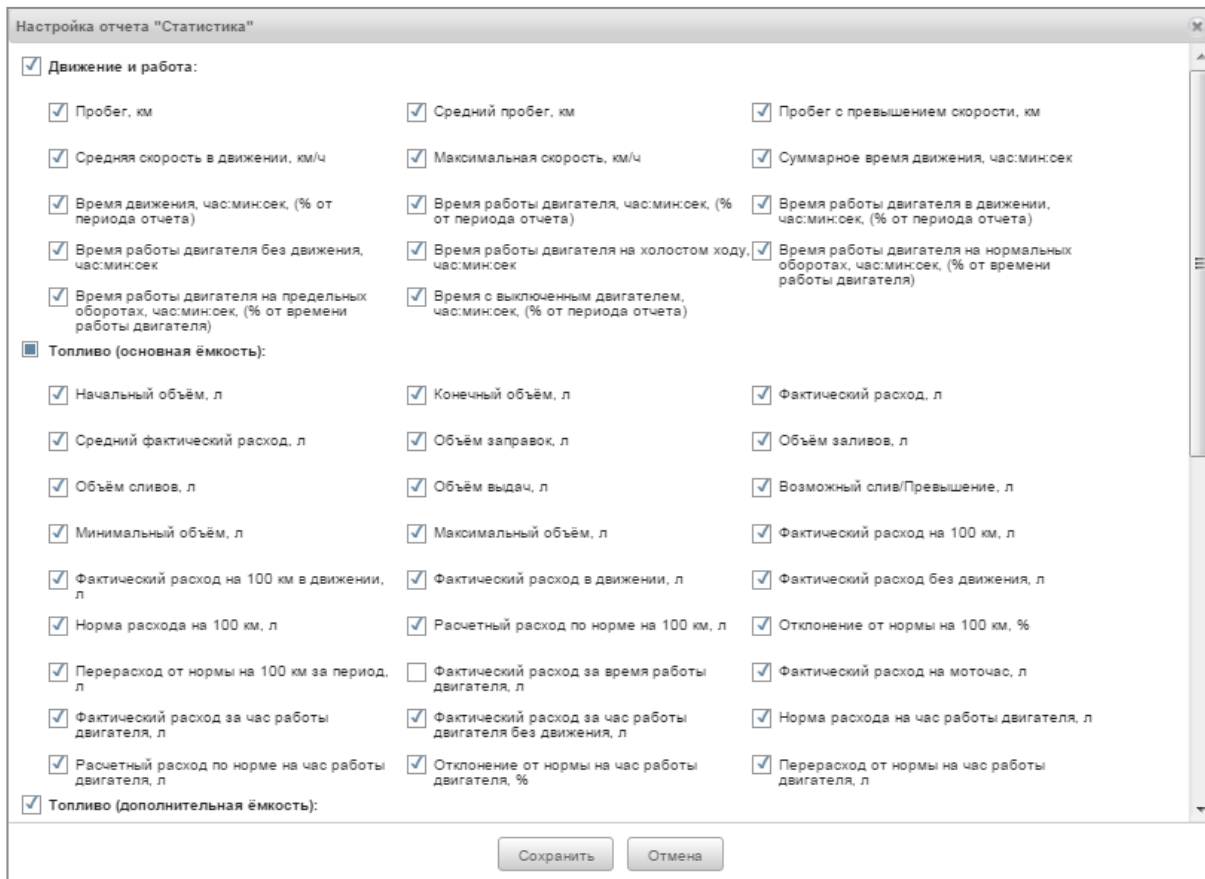 Настройка отчета "Статистика"
Движение и работа:
Пробег, км
Средний пробег, км
Пробег с превышением скорости, км
Средняя скорость в движении, км/ч
Максимальная скорость, км/ч
Суммарное время движения, час:мин:сек
Время движения, час:мин:сек, (% от
периода отчета)
Время работы двигателя, час:мин:сек, (%
от периода отчета)
Время работы двигателя в движении,
час:мин:сек, (% от периода отчета)
Время работы двигателя без движения,
час:мин:сек
Время работы двигателя на холостом ходу,
час:мин:сек
Время работы двигателя на нормальных
оборотах, час:мин:сек, (% от времени
работы двигателя)
Время работы двигателя на предельных
оборотах, час:мин:сек, (% от времени
работы двигателя)
Время с выключенным двигателем,
час:мин:сек, (% от периода отчета)
Топливо (основная ёмкость):
Начальный объём, л
Конечный объём, л
Фактический расход, л
Средний фактический расход, л
Объём заправок, л
Объём заливов, л
Объём сливов, л
Объём выдач, л
Возможный слив/Превышение, л
Минимальный объём, л
Максимальный объём, л
Фактический расход на 100 км, л
Фактический расход на 100 км в движении,
л
Фактический расход в движении, л
Фактический расход без движения, л
Норма расхода на 100 км, л
Расчетный расход по норме на 100 км, л
Отклонение от нормы на 100 км, %
Перерасход от нормы на 100 км за период,
л
Фактический расход за время работы
двигателя, л
Фактический расход на моточас, л
Фактический расход за час работы
двигателя, л
Фактический расход за час работы
двигателя без движения, л
Норма расхода на час работы двигателя, л
Расчетный расход по норме на час работы
двигателя, л
Отклонение от нормы на час работы
двигателя, %
Перерасход от нормы на час работы
двигателя, л
Топливо (дополнительная ёмкость):
Сохранить
Отмена